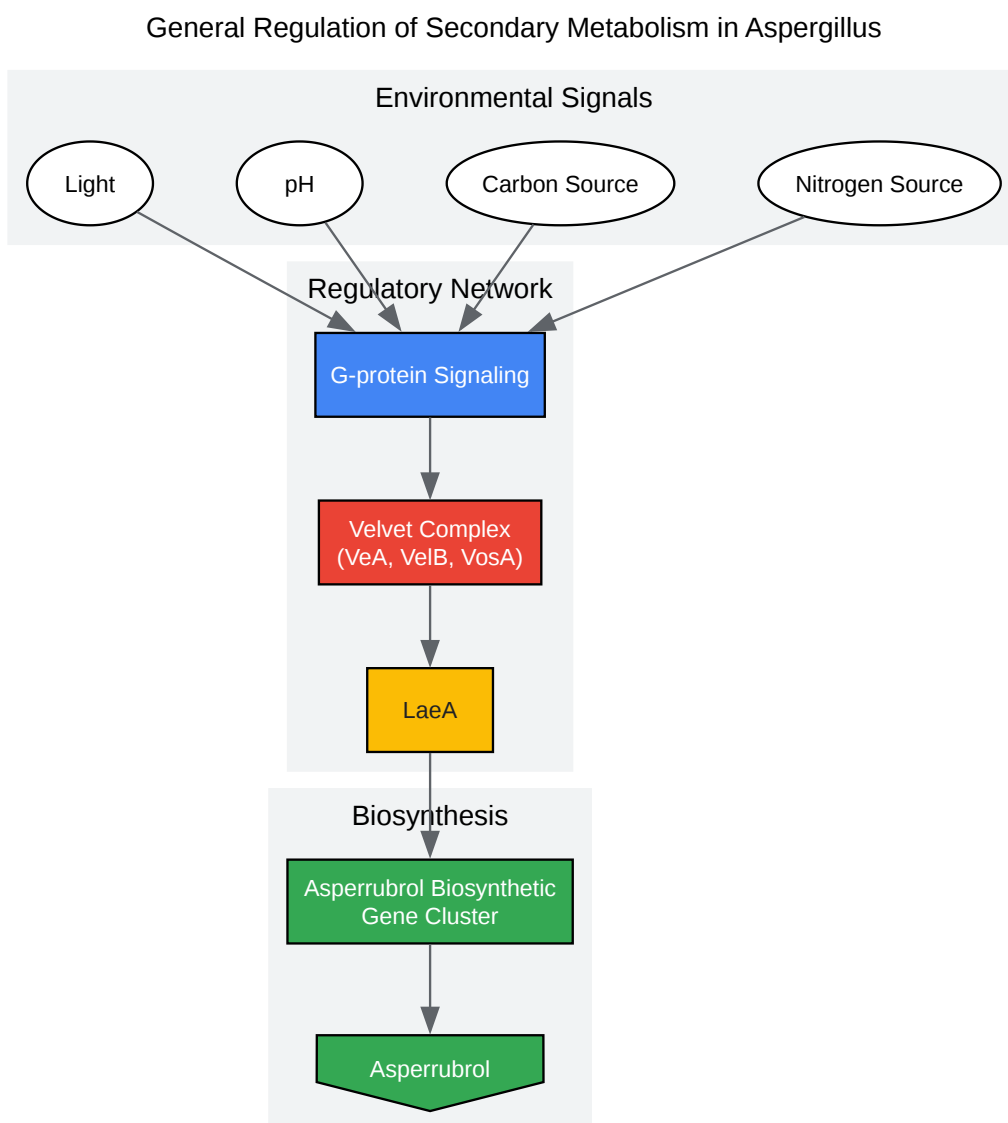 General Regulation of Secondary Metabolism in Aspergillus
Environmental Signals
Light
pH
Carbon Source
Nitrogen Source
Regulatory Network
G-protein Signaling
Velvet Complex
(VeA, VelB, VosA)
LaeA
Biosynthesis
Asperrubrol Biosynthetic
Gene Cluster
Asperrubrol